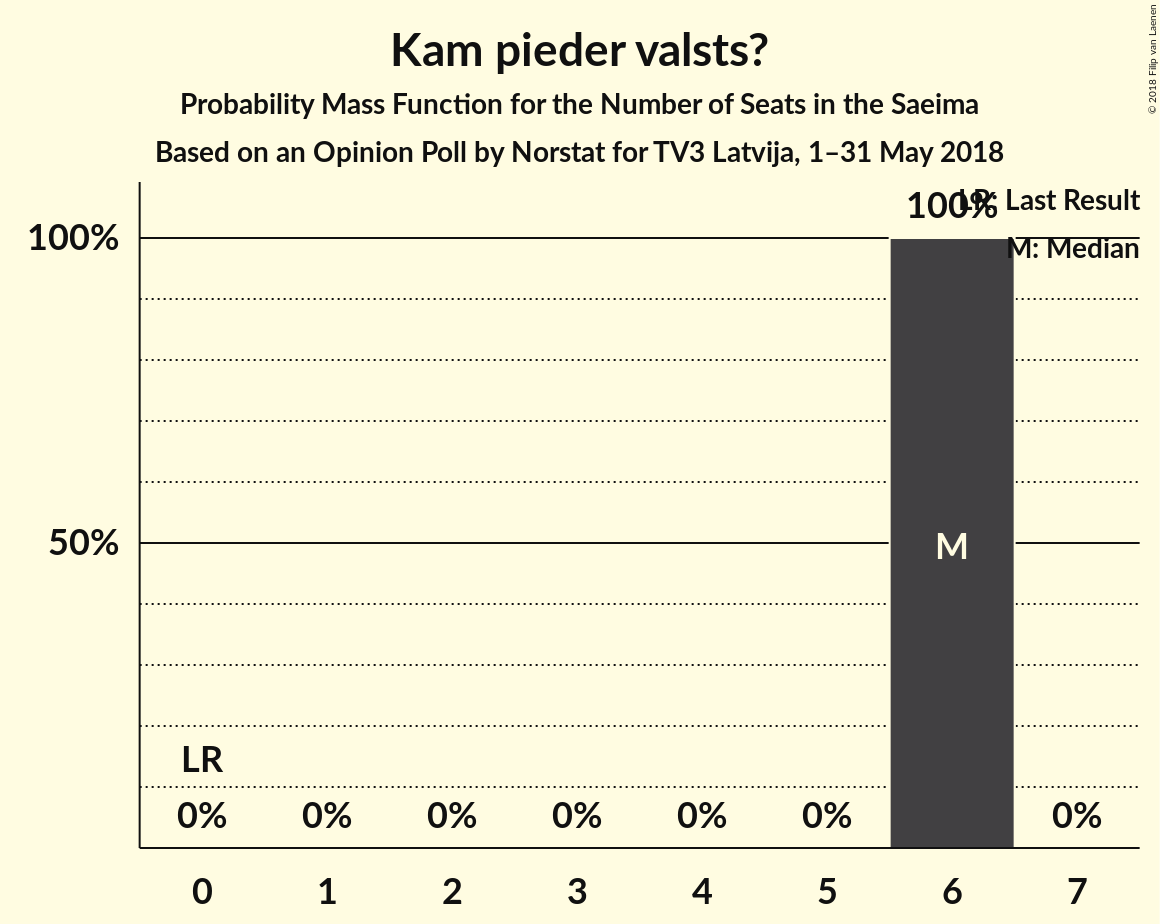 Kam pieder valsts?
Probability Mass Function for the Number of Seats in the Saeima
Based on an Opinion Poll by Norstat for TV3 Latvija, 1–31 May 2018
© 2018 Filip van Laenen
LR: Last Result
M: Median
100%
100%
50%
M
LR
0% 0% 0% 0% 0% 0% 0%
0 1 2 3 4 5 6 7